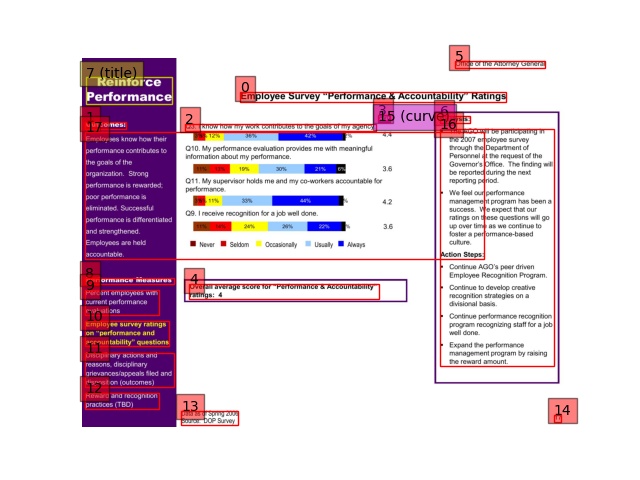 5
Office of the Attorney General
7 (title)
Reinforce
Performance
0
Employee Survey "Performance & Accountability" Ratings
Outcomes:
Employees know how their
performance contributes to
the goals of the
organization. Strong
performance is rewarded;
poor performance is
eliminated. Successful
performance is differentiated
and strengthened.
Employees are held
accountable.
8
Performance Measures
9
Percent employees with
current performance
evaluations
10
Employee survey ratings
on "performance and
accountability" questions
11
Disciplinary actions and
reasons, disciplinary
grievances/appeals filed and
disposition (outcomes)
12
Reward and recognition
practices (TBD)
2
know how my work contributes to the goals of my agency
12% 36% 42% 4.4
Q10. My performance evaluation provides me with meaningful
information about my performance.
19% 30% 21% 6% 3.6
Q11. My supervisor holds me and my co-workers accountable for
performance.
11% 33% 44% 4.2
Q9. I receive recognition for a job well done.
24% 26% 22% 3.6
Never Seldom Occasionally Usually Always
4
Overall average score for "Performance & Accountability
ratings: 4
13
Data as of Spring 2006
Source: DOP Survey
15 (curve)
16
The AGO will be participating in
the 2007 employee survey
through the Department of
Personnel at the request of the
Governor's Office. The finding
will be reported during the next
reporting period.
We feel our performance
management program has been a
success. We expect that our
ratings on these questions will go
up over time as we continue to
foster a performance-based
culture.
Action Steps:
Continue AGO's peer driven
Employee Recognition Program.
Continue to develop creative
recognition strategies on a
divisional basis.
Continue performance recognition
program recognizing staff for a job
well done.
Expand the performance
management program by raising
the reward amount.
14